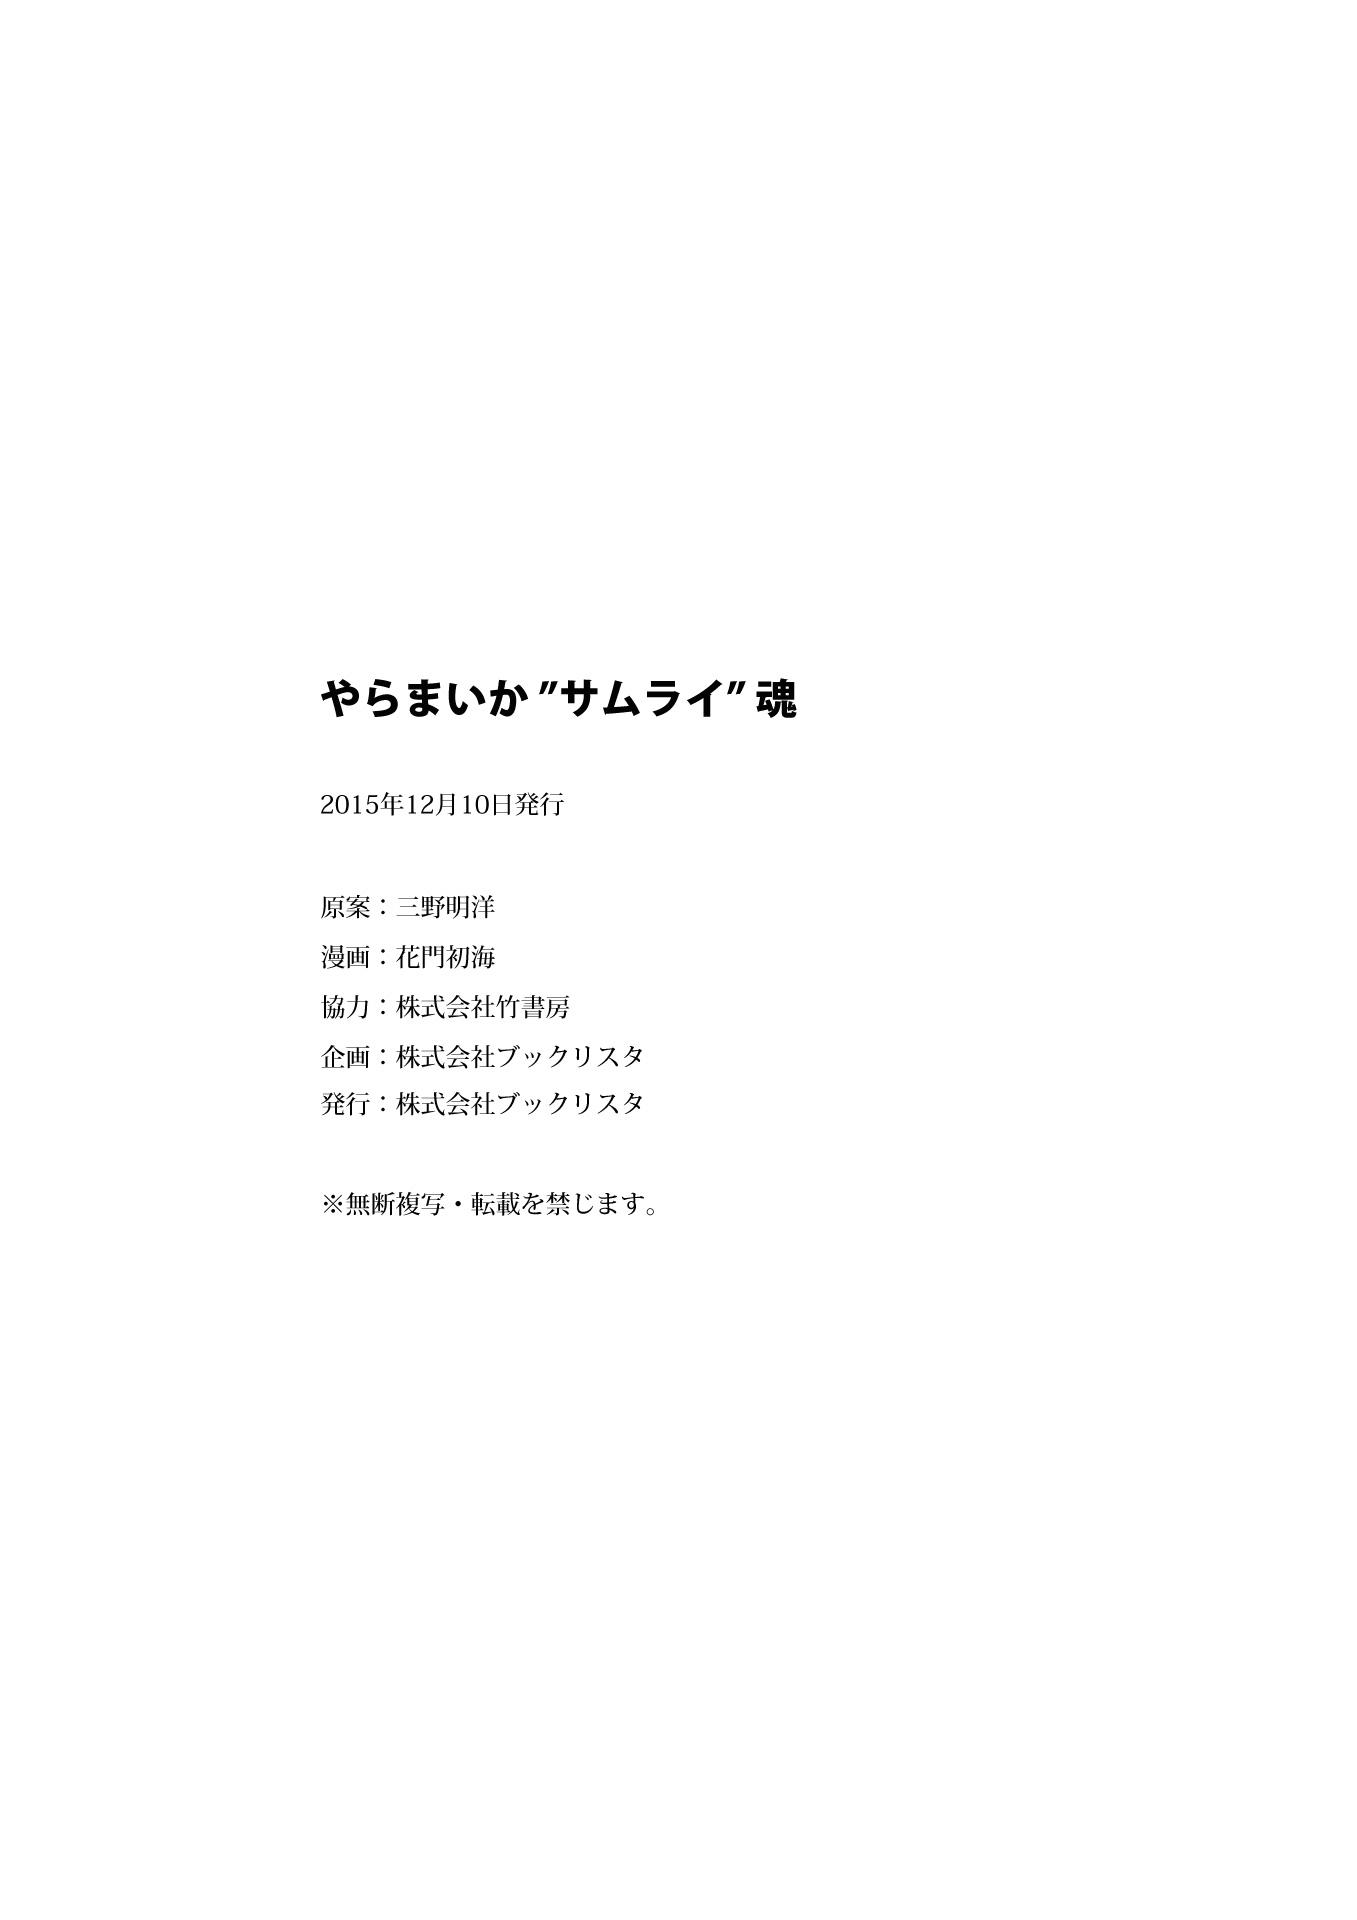 やらまいか”サムライ”魂
2015年12月10日発行
原案：三野明洋
漫画：花門初海
協力：株式会社竹書房
企画：株式会社ブックリスタ
発行：株式会社ブックリスタ
※無断複写・転載を禁じます。